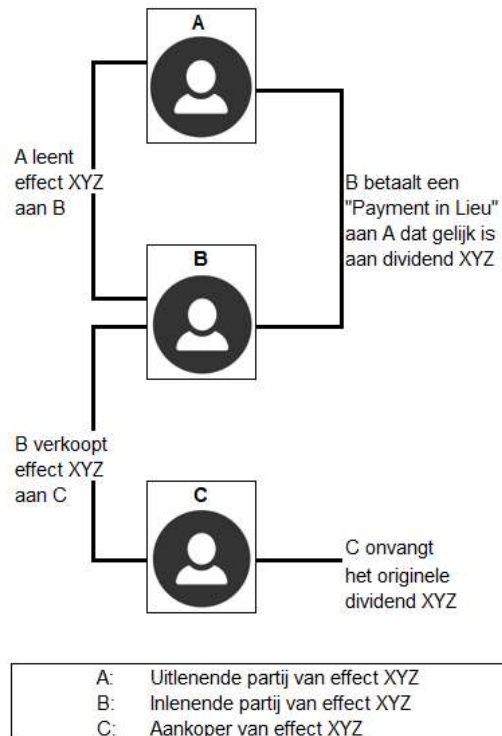 A
A leent
effect XYZ
aan B
B betaalt een
"Payment in Lieu"
aan A dat gelijk is
aan dividend XYZ
B
B verkoopt
effect XYZ
aan C
C
C onvangt
het originele
dividend XYZ
A: Uitlenende partij van effect XYZ
B: Inlenende partij van effect XYZ
C: Aankoper van effect XYZ